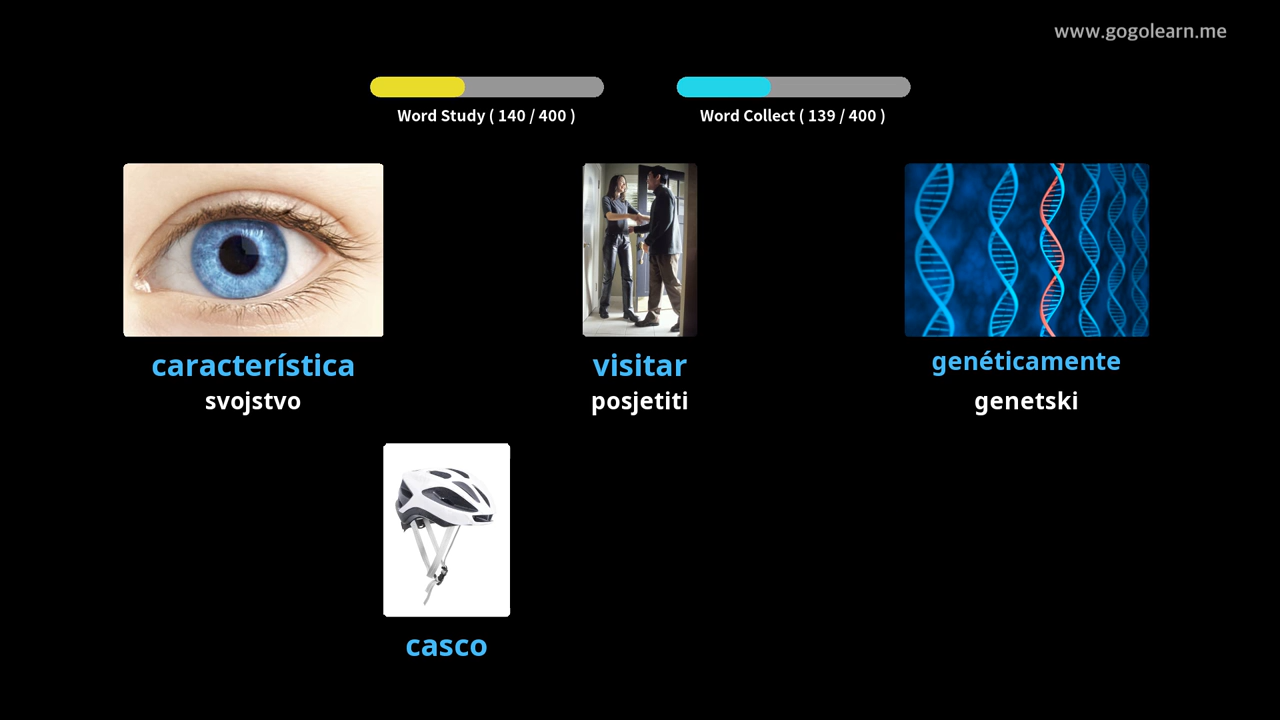 www.gogolearn.me
Word Study ( 140 / 400 )
Word Collect ( 139 / 400 )
característica
svojstvo
visitar
posjetiti
genéticamente
genetski
casco